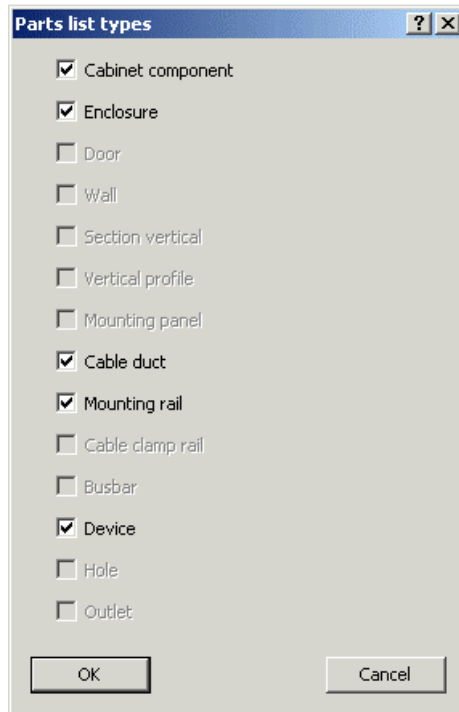 Parts list types
Cabinet component
Enclosure
Door
Wall
Section vertical
Vertical profile
Mounting panel
Cable duct
Mounting rail
Cable clamp rail
Busbar
Device
Hole
Outlet
OK Cancel